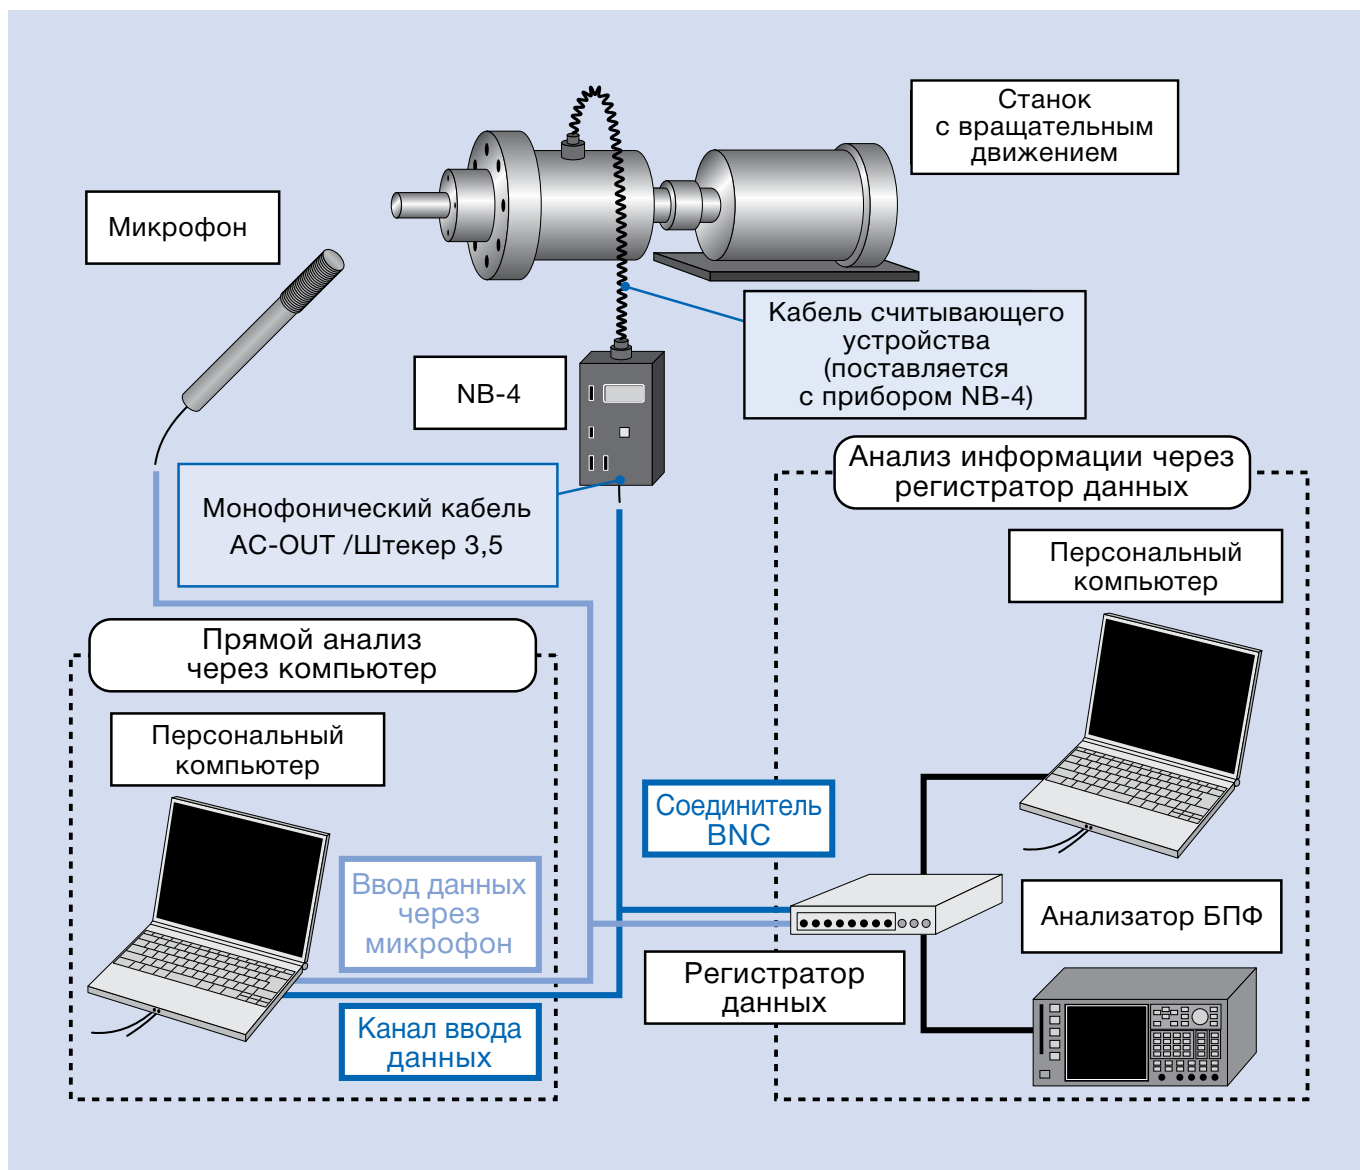 Станок
с вращательным
движением
Микрофон
Кабель считывающего
устройства
(поставляется
с прибором NB-4)
NB-4
Анализ информации через
регистратор данных
Монофонический кабель
AC-OUT /Штекер 3,5
Персональный
компьютер
Прямой анализ
через компьютер
Персональный
компьютер
Соединитель
BNC
Ввод данных
через
микрофон
Анализатор БПФ
Регистратор
данных
Канал ввода
данных